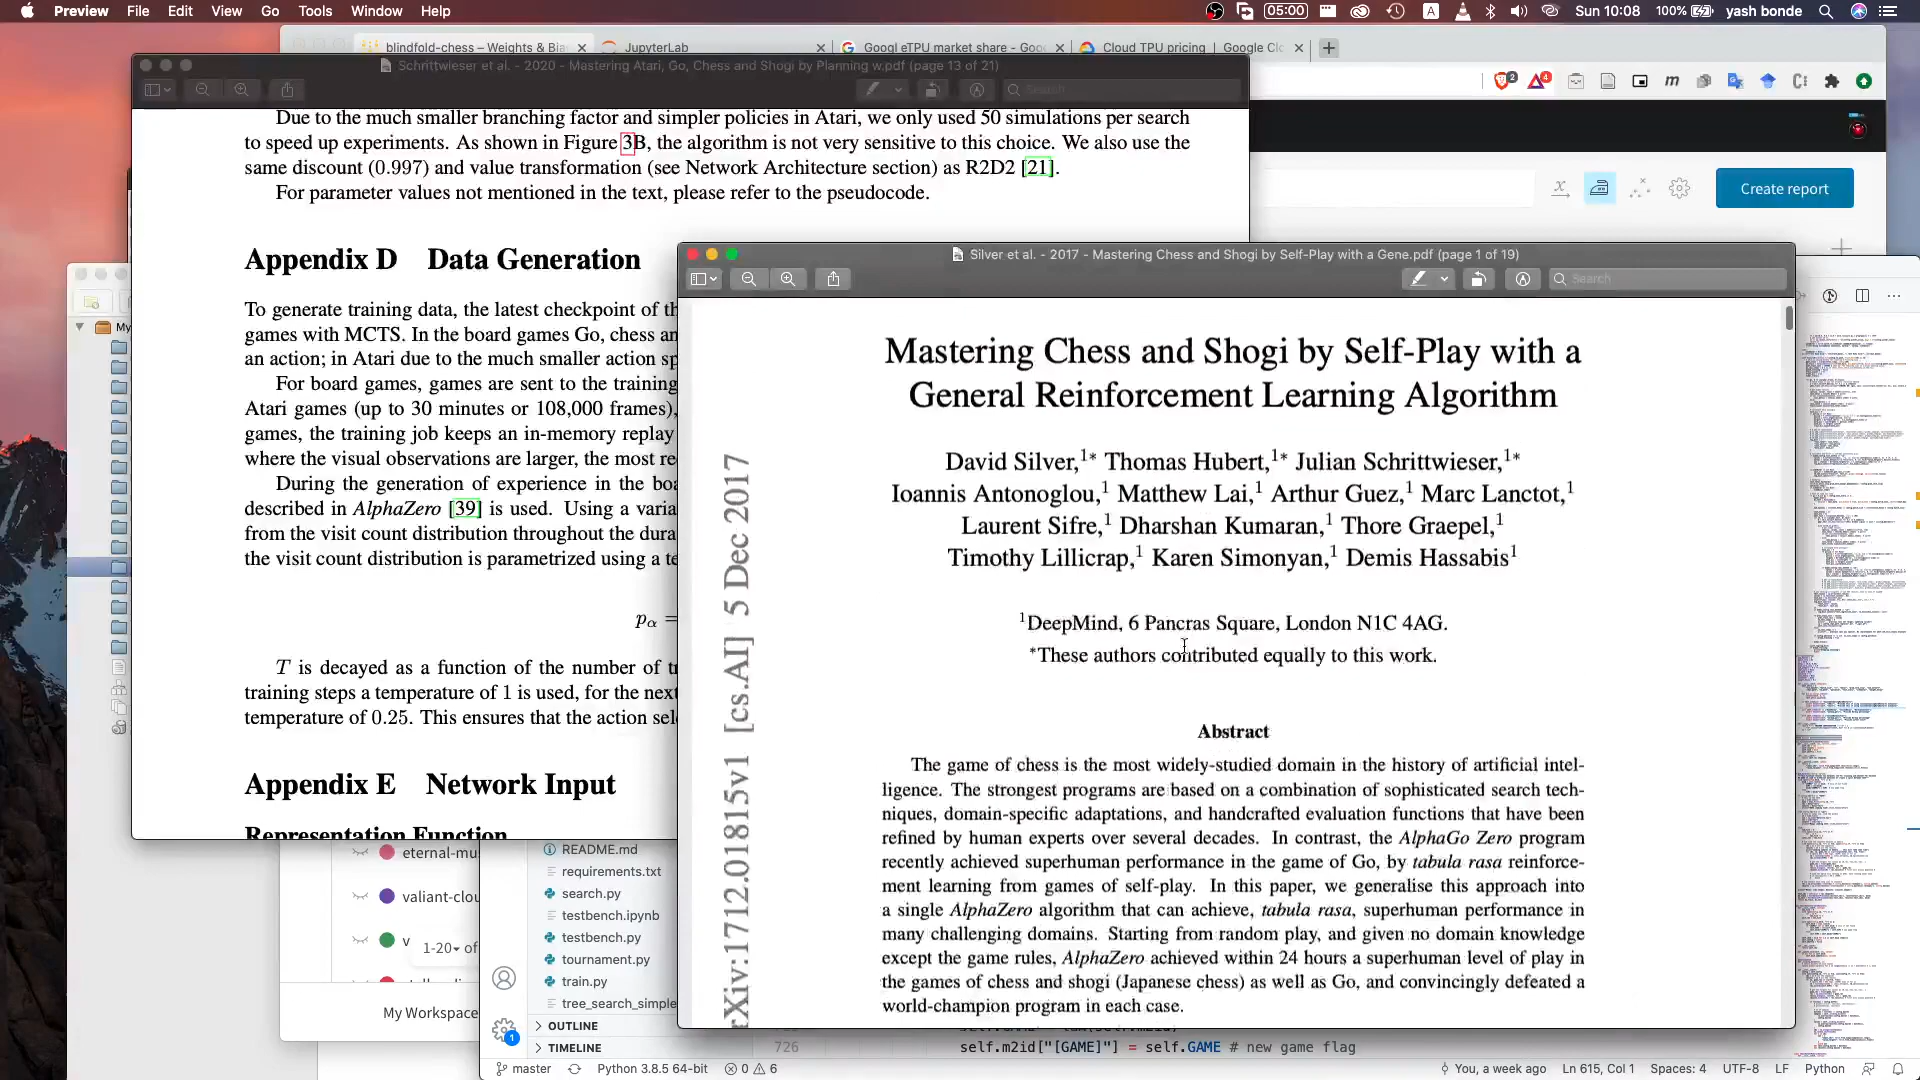 Preview File Edit View Go Tools Window Help
05:00 A Sun 10:08 100% yash bonde
blindfold-chess – Weights & Bia
JupyterLab
Googl eTPU market share - Goo
Cloud TPU pricing | Google Clo
Schrittwieser et al. - 2020 - Mastering Atari, Go, Chess and Shogi by Planning w.pdf (page 13 of 21)
Search
2
4
m
Due to the much smaller branching factor and simpler policies in Atari, we only used 50 simulations per search
to speed up experiments. As shown in Figure 3B, the algorithm is not very sensitive to this choice. We also use the
same discount (0.997) and value transformation (see Network Architecture section) as R2D2 [21].
For parameter values not mentioned in the text, please refer to the pseudocode.
Create report
Appendix D Data Generation
To generate training data, the latest checkpoint of th
games with MCTS. In the board games Go, chess an
an action; in Atari due to the much smaller action sp
For board games, games are sent to the training
Atari games (up to 30 minutes or 108,000 frames),
games, the training job keeps an in-memory replay
where the visual observations are larger, the most re
During the generation of experience in the boa
described in AlphaZero [39] is used. Using a varia
from the visit count distribution throughout the dura
the visit count distribution is parametrized using a te
pα =
T is decayed as a function of the number of tr
training steps a temperature of 1 is used, for the next
temperature of 0.25. This ensures that the action sel
Appendix E Network Input
Representation Function
My
Silver et al. - 2017 - Mastering Chess and Shogi by Self-Play with a Gene.pdf (page 1 of 19)
Search
Mastering Chess and Shogi by Self-Play with a
General Reinforcement Learning Algorithm
David Silver,1* Thomas Hubert,1* Julian Schrittwieser,1*
Ioannis Antonoglou,1 Matthew Lai,1 Arthur Guez,1 Marc Lanctot,1
Laurent Sifre,1 Dharshan Kumaran,1 Thore Graepel,1
Timothy Lillicrap,1 Karen Simonyan,1 Demis Hassabis1
1DeepMind, 6 Pancras Square, London N1C 4AG.
*These authors contributed equally to this work.
Abstract
The game of chess is the most widely-studied domain in the history of artificial intel-
ligence. The strongest programs are based on a combination of sophisticated search tech-
niques, domain-specific adaptations, and handcrafted evaluation functions that have been
refined by human experts over several decades. In contrast, the AlphaGo Zero program
recently achieved superhuman performance in the game of Go, by tabula rasa reinforce-
ment learning from games of self-play. In this paper, we generalise this approach into
a single AlphaZero algorithm that can achieve, tabula rasa, superhuman performance in
many challenging domains. Starting from random play, and given no domain knowledge
except the game rules, AlphaZero achieved within 24 hours a superhuman level of play in
the games of chess and shogi (Japanese chess) as well as Go, and convincingly defeated a
world-champion program in each case.
rXiv:1712.01815v1 [cs.AI] 5 Dec 2017
eternal-mus
valiant-clou
v
1-20 of
My Workspace
README.md
requirements.txt
search.py
testbench.ipynb
testbench.py
tournament.py
train.py
tree_search_simple
OUTLINE
TIMELINE
1
726 self.m2id["[GAME]"] = self.GAME # new game flag
master Python 3.8.5 64-bit 0 6 You, a week ago Ln 615, Col 1 Spaces: 4 UTF-8 LF Python